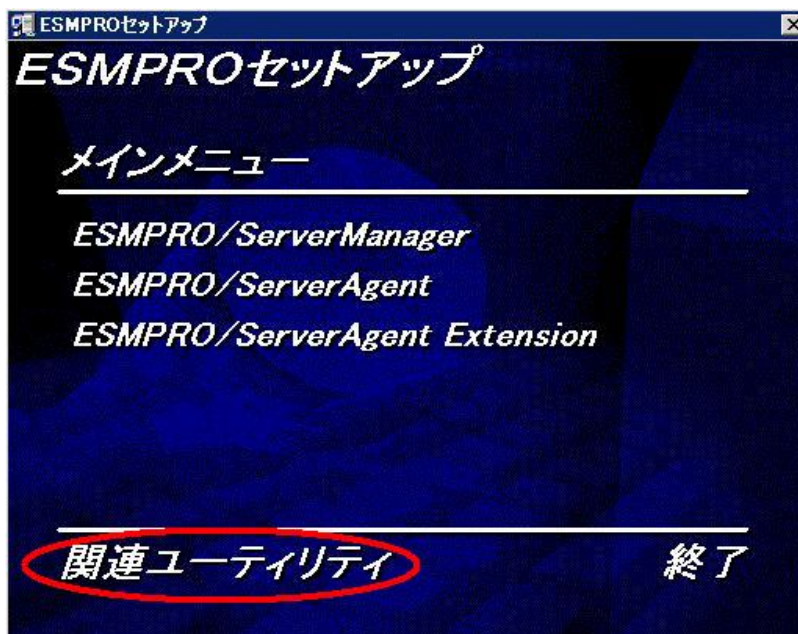 ESMPROセットアップ
ESMPROセットアップ
メインメニュー
ESMPRO/ServerManager
ESMPRO/ServerAgent
ESMPRO/ServerAgent Extension
関連ユーティリティ 終了